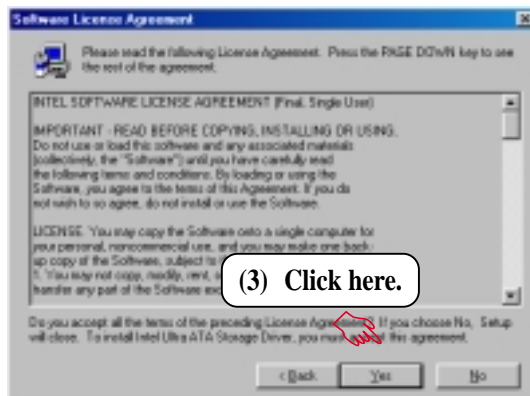 Software License Agreement
Please read the following License Agreement. Press the PAGE DOWN key to see
the rest of the agreement.
INTEL SOFTWARE LICENSE AGREEMENT (Final, Single User)
IMPORTANT - READ BEFORE COPYING, INSTALLING OR USING.
Do not use or load this software and any associated materials
(collectively, the "Software") until you have carefully read
the following terms and conditions. By loading or using the
Software, you agree to the terms of this Agreement. If you do
not wish to so agree, do not install or use the Software.
LICENSE. You may copy the Software onto a single computer for
your personal, noncommercial use, and you may make one back-
up copy of the Software, subject to
1. You may not copy, modify, rent,
transfer any part of the Software
(3) Click here.
Do you accept all the terms of the preceding License Agreement? If you choose No, Setup
will close. To install Intel Ultra ATA Storage Driver, you must accept this agreement.
< Back
Yes
No